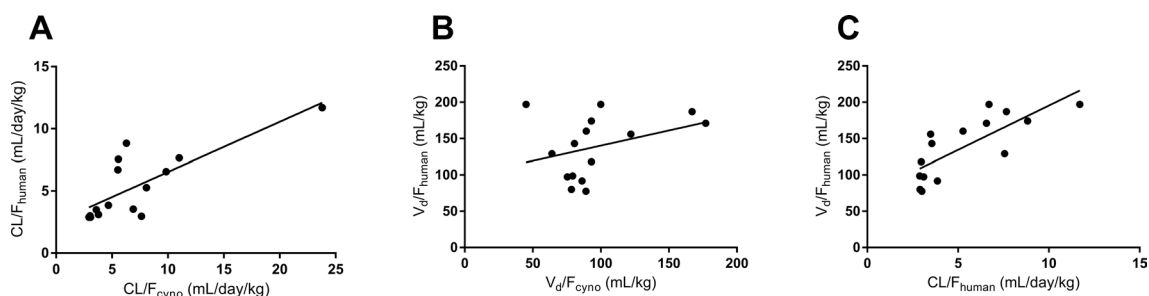 A
CL/F_human (mL/day/kg)
15
10
5
0
0 5 10 15 20 25
CL/F_cyno (mL/day/kg)
B
V_d/F_human (mL/kg)
250
200
150
100
50
0
0 50 100 150 200
V_d/F_cyno (mL/kg)
C
V_d/F_human (mL/kg)
250
200
150
100
50
0
0 5 10 15
CL/F_human (mL/day/kg)